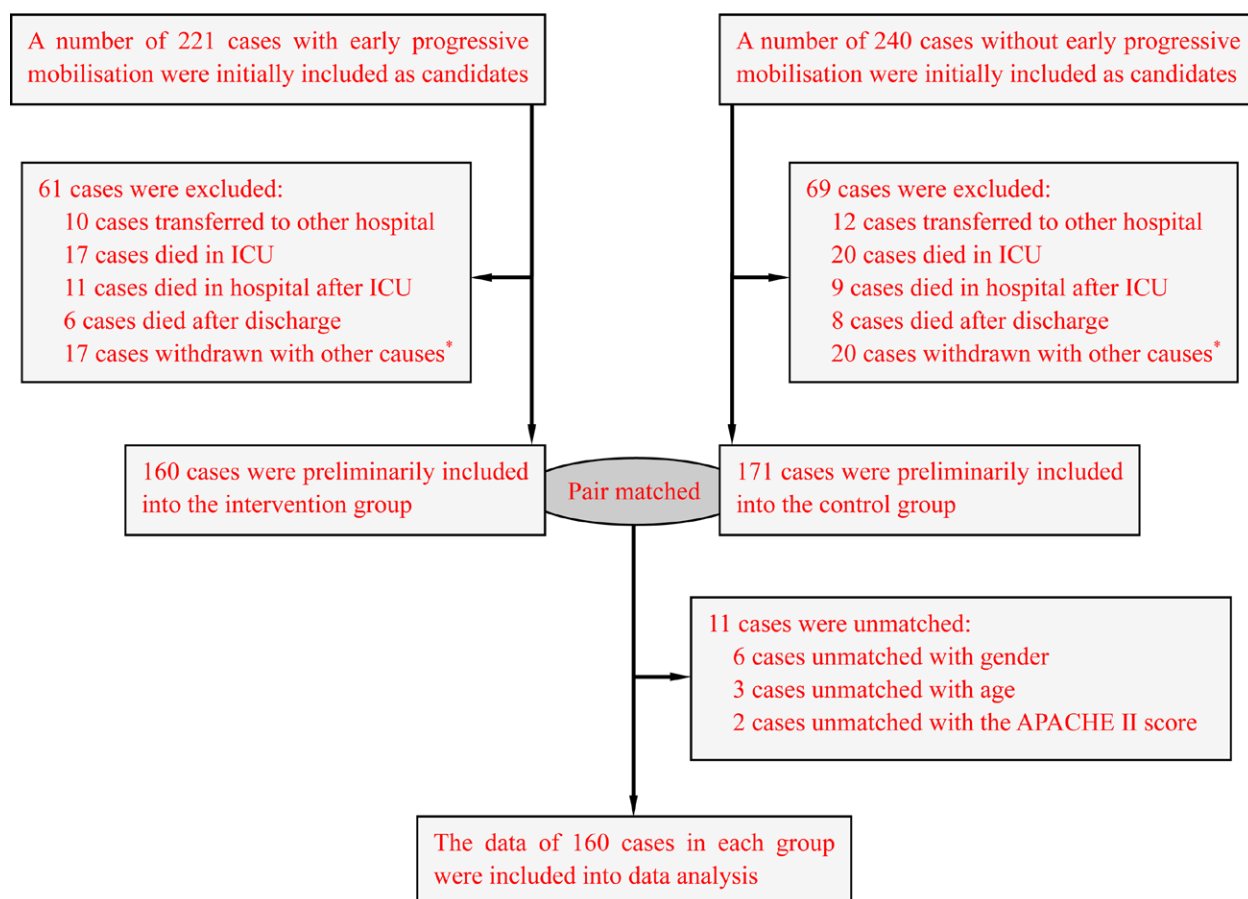 A number of 221 cases with early progressive
mobilisation were initially included as candidates
A number of 240 cases without early progressive
mobilisation were initially included as candidates
61 cases were excluded:
10 cases transferred to other hospital
17 cases died in ICU
11 cases died in hospital after ICU
6 cases died after discharge
17 cases withdrawn with other causes*
69 cases were excluded:
12 cases transferred to other hospital
20 cases died in ICU
9 cases died in hospital after ICU
8 cases died after discharge
20 cases withdrawn with other causes*
160 cases were preliminarily included
into the intervention group
Pair matched
171 cases were preliminarily included
into the control group
11 cases were unmatched:
6 cases unmatched with gender
3 cases unmatched with age
2 cases unmatched with the APACHE II score
The data of 160 cases in each group
were included into data analysis